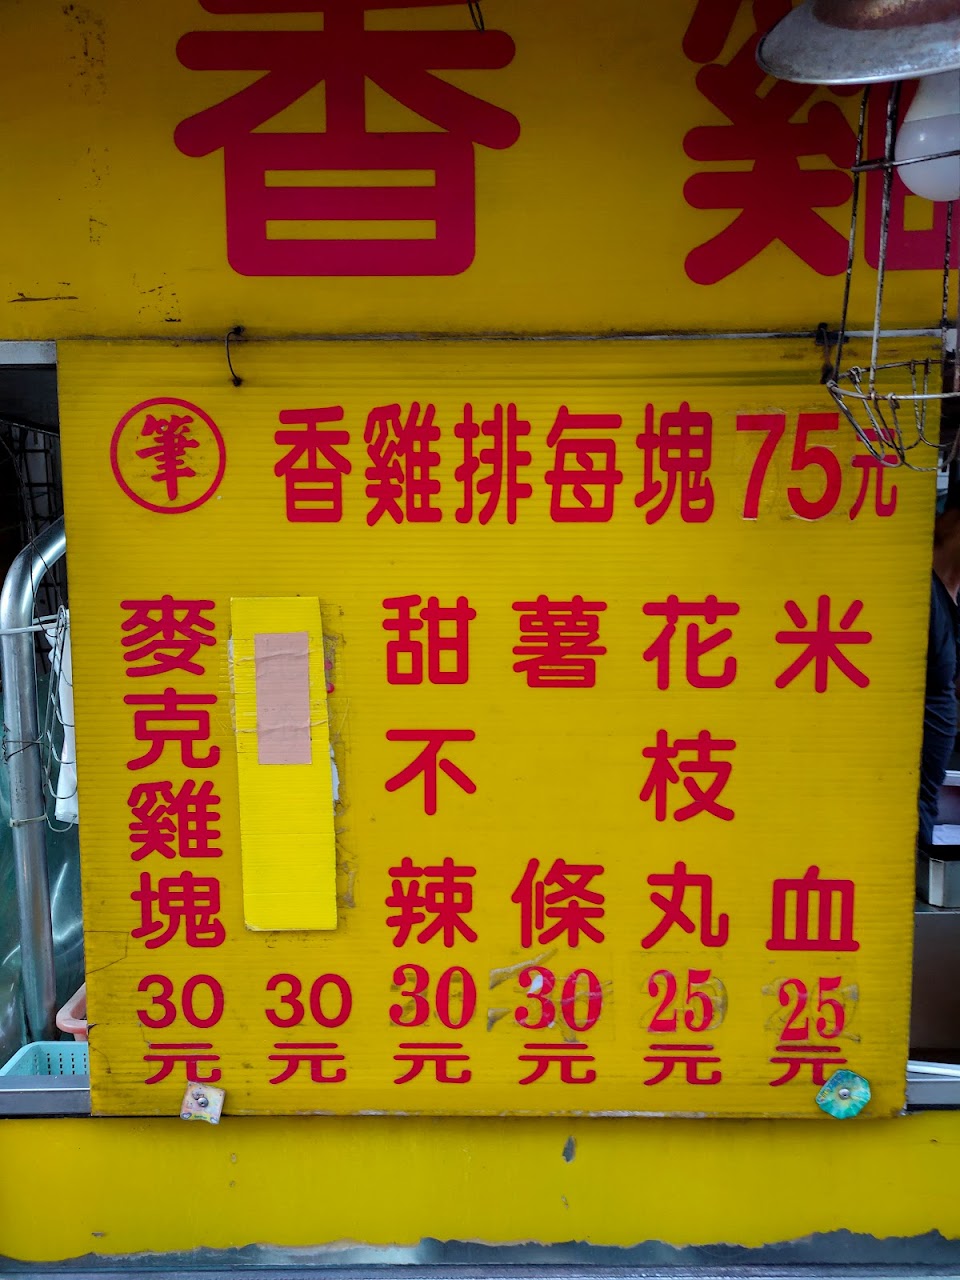 香雞
筆 香雞排每塊75元
米血25元
花枝丸25元
薯條30元
甜不辣30元
30元
麥克雞塊30元